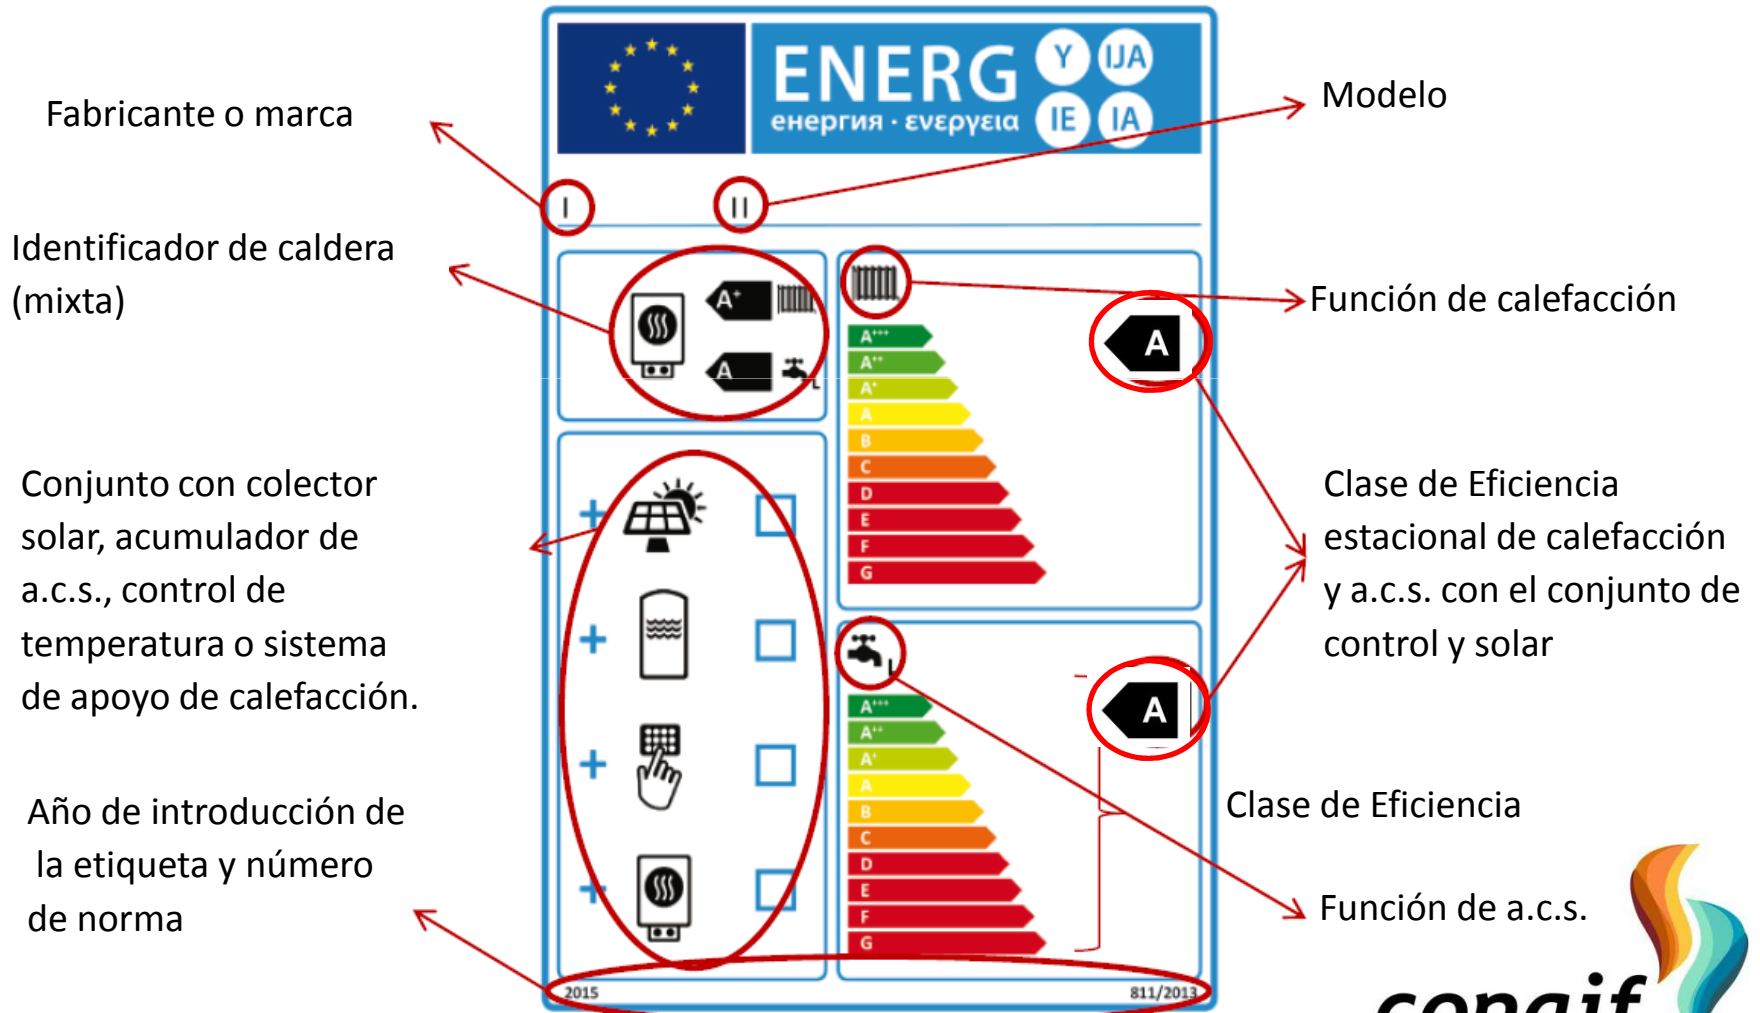 ENERG Y IJA
енергия · ενεργεια IE IA
Fabricante o marca
Modelo
I II
Identificador de caldera
(mixta)
A+
A
Función de calefacción
A
A+++
A++
A+
A
B
C
D
E
F
G
Conjunto con colector
solar, acumulador de
a.c.s., control de
temperatura o sistema
de apoyo de calefacción.
+
+
+
+
Clase de Eficiencia
estacional de calefacción
y a.c.s. con el conjunto de
control y solar
A
A+++
A++
A+
A
B
C
D
E
F
G
Clase de Eficiencia
Función de a.c.s.
Año de introducción de
la etiqueta y número
de norma
2015 811/2013
conaif